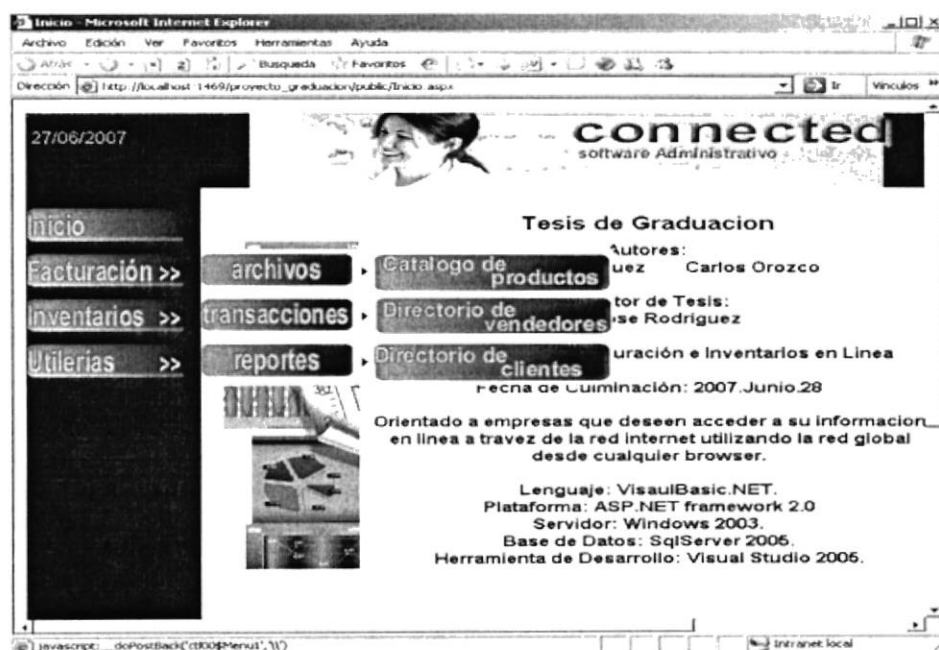 Inicio - Microsoft Internet Explorer
Archivo Edición Ver Favoritos Herramientas Ayuda
Atrás Busqueda Favoritos
Dirección http://localhost:1469/proyecto_graduacion/public/Inicio.aspx Ir Vinculos
27/06/2007
connected
software Administrativo
Tesis de Graduacion
Autores:
uez Carlos Orozco
tor de Tesis:
se Rodriguez
uración e Inventarios en Linea
Fecha de Culminación: 2007.Junio.28
Inicio
Facturación >>
Inventarios >>
Utilerias >>
archivos
transacciones
reportes
Catalogo de
productos
Directorio de
vendedores
Directorio de
clientes
Orientado a empresas que deseen acceder a su informacion
en linea a travez de la red internet utilizando la red global
desde cualquier browser.
Lenguaje: VisaulBasic.NET.
Plataforma: ASP.NET framework 2.0
Servidor: Windows 2003.
Base de Datos: SqlServer 2005.
Herramienta de Desarrollo: Visual Studio 2005.
javascript:__doPostBack('ctl00$Menu1','\\') Intranet local